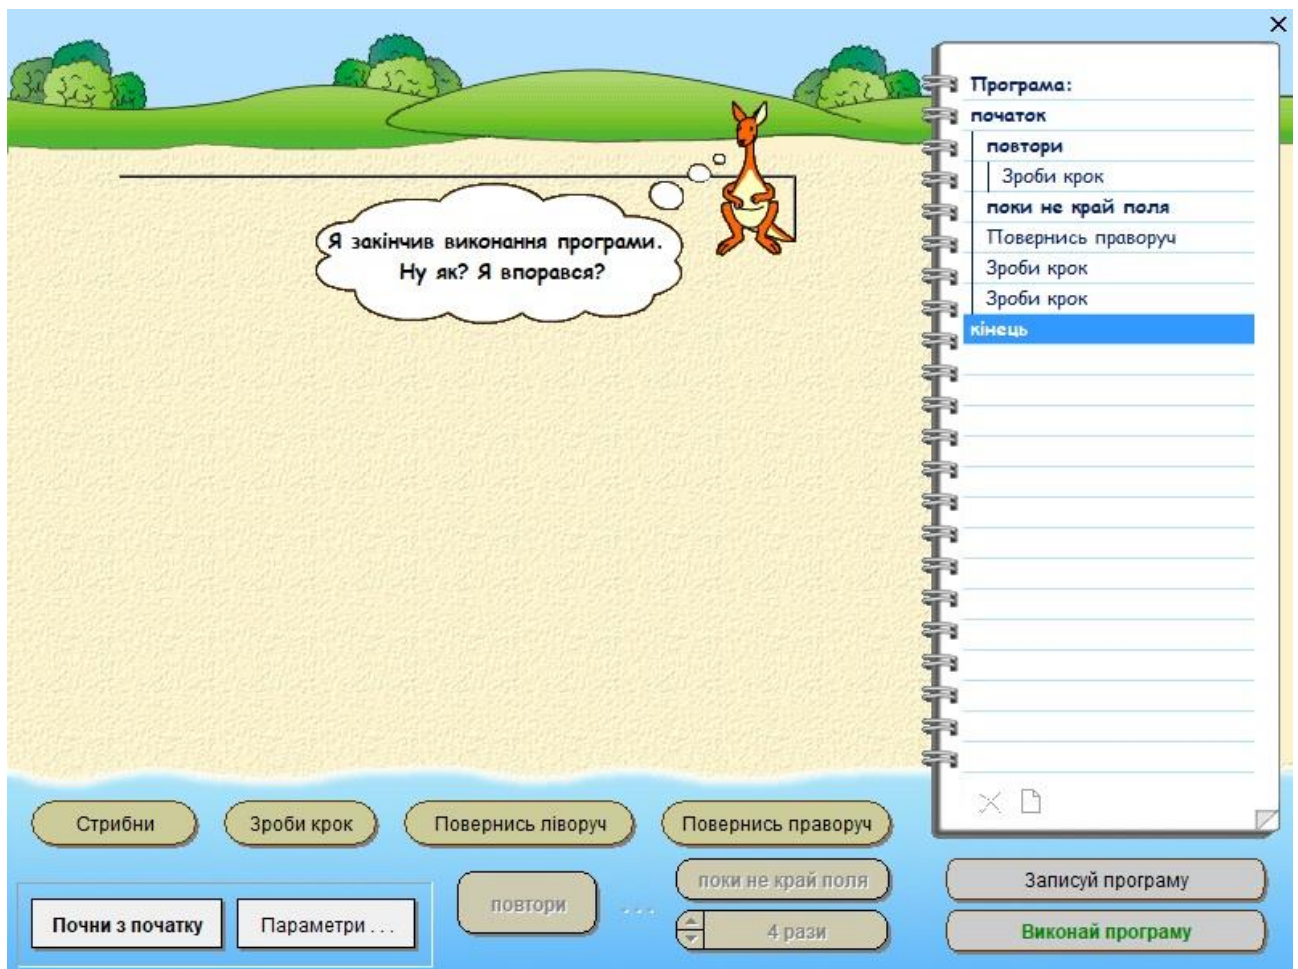 Програма:
початок
повтори
Зроби крок
поки не край поля
Повернись праворуч
Зроби крок
Зроби крок
кінець
Я закінчив виконання програми.
Ну як? Я впорався?
Стрибни
Зроби крок
Повернись ліворуч
Повернись праворуч
Почни з початку
Параметри . . .
повтори
. . .
поки не край поля
4 рази
Записуй програму
Виконай програму